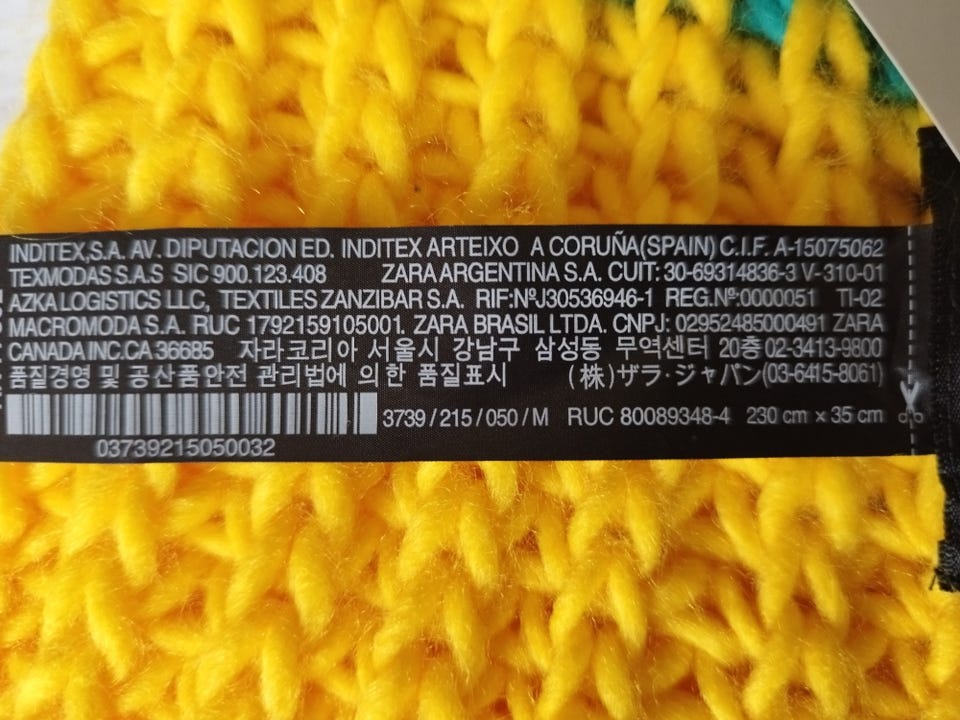 INDITEX,S.A. AV. DIPUTACION ED. INDITEX ARTEIXO A CORUÑA(SPAIN) C.I.F. A-15075062
TEXMODAS S.A.S SIC 900.123.408 ZARA ARGENTINA S.A. CUIT: 30-69314836-3 V-310-01
AZKA LOGISTICS LLC, TEXTILES ZANZIBAR S.A. RIF:NºJ30536946-1 REG.Nº:0000051 TI-02
MACROMODA S.A. RUC 1792159105001. ZARA BRASIL LTDA. CNPJ: 02952485000491 ZARA
CANADA INC.CA 36685 자라코리아 서울시 강남구 삼성동 무역센터 20층 02-3413-9800
품질경영 및 공산품안전 관리법에 의한 품질표시 (株)ザラ·ジャパン(03-6415-8061)
3739 / 215 / 050 / M RUC 80089348-4 230 cm × 35 cm
03739215050032